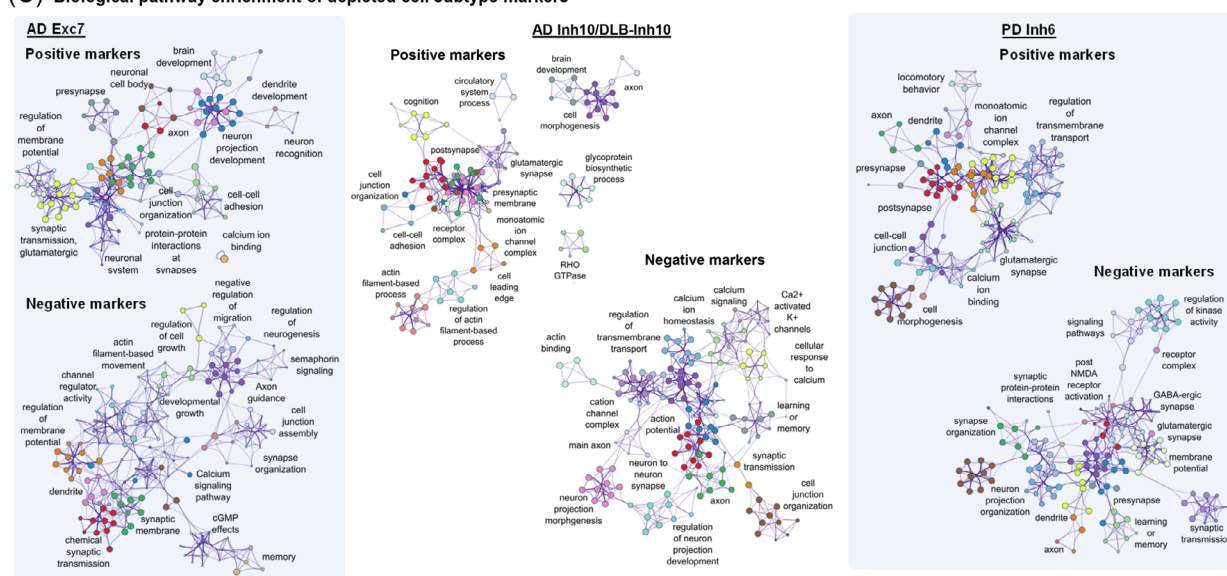 AD Exc7
Positive markers
brain
development
neuronal
cell body
presynapse
dendrite
development
regulation
of
membrane
potential
axon
neuron
projection
development
neuron
recognition
cell
junction
organization
cell-cell
adhesion
synaptic
transmission,
glutamatergic
protein-protein
interactions
at
synapses
calcium ion
binding
neuronal
system
Negative markers
negative
regulation
of
migration
regulation
of cell
growth
regulation
of
neurogenesis
actin
filament-based
movement
semaphorin
signaling
channel
regulator
activity
Axon
guidance
developmental
growth
regulation
of
membrane
potential
cell
junction
assembly
synapse
organization
Calcium
signaling
pathway
dendrite
synaptic
membrane
cGMP
effects
chemical
synaptic
transmission
memory
AD Inh10/DLB-Inh10
Positive markers
brain
development
axon
circulatory
system
process
cognition
cell
morphogenesis
postsynapse
glutamatergic
synapse
glycoprotein
biosynthetic
process
cell
junction
organization
presynaptic
membrane
cell-cell
adhesion
receptor
complex
monoatomic
ion
channel
complex
RHO
GTPase
actin
filament-based
process
cell
leading
edge
regulation
of actin
filament-based
process
Negative markers
calcium
ion
homeostasis
calcium
signaling
Ca2+
activated
K+
channels
regulation
of
transmembrane
transport
actin
binding
cellular
response
to
calcium
cation
channel
complex
action
potential
learning
or
memory
main axon
neuron to
neuron
synapse
synaptic
transmission
neuron
projection
morphgenesis
axon
cell
junction
organization
regulation
of neuron
projection
development
PD Inh6
Positive markers
locomotory
behavior
monoatomic
ion
channel
complex
regulation
of
transmembrane
transport
axon
dendrite
presynapse
postsynapse
cell-cell
junction
glutamatergic
synapse
calcium
ion
binding
cell
morphogenesis
Negative markers
regulation
of kinase
activity
signaling
pathways
receptor
complex
post
NMDA
receptor
activation
synaptic
protein-protein
interactions
GABA-ergic
synapse
synapse
organization
glutamatergic
synapse
membrane
potential
neuron
projection
organization
presynapse
dendrite
learning
or
memory
synaptic
axon